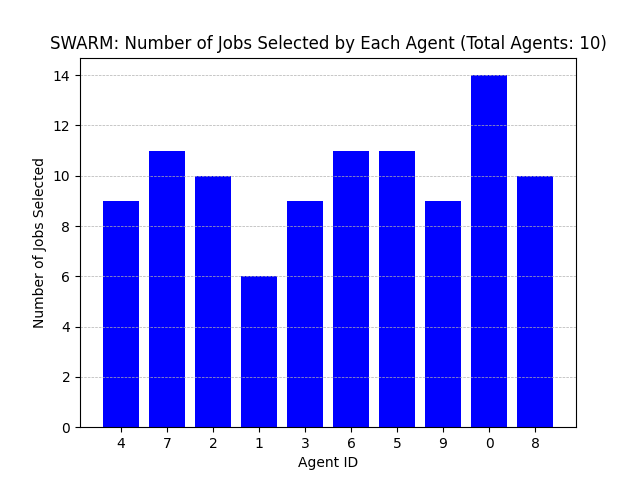 SWARM: Number of Jobs Selected by Each Agent (Total Agents: 10)
14
12
10
8
6
4
2
0
Number of Jobs Selected
4 7 2 1 3 6 5 9 0 8
Agent ID